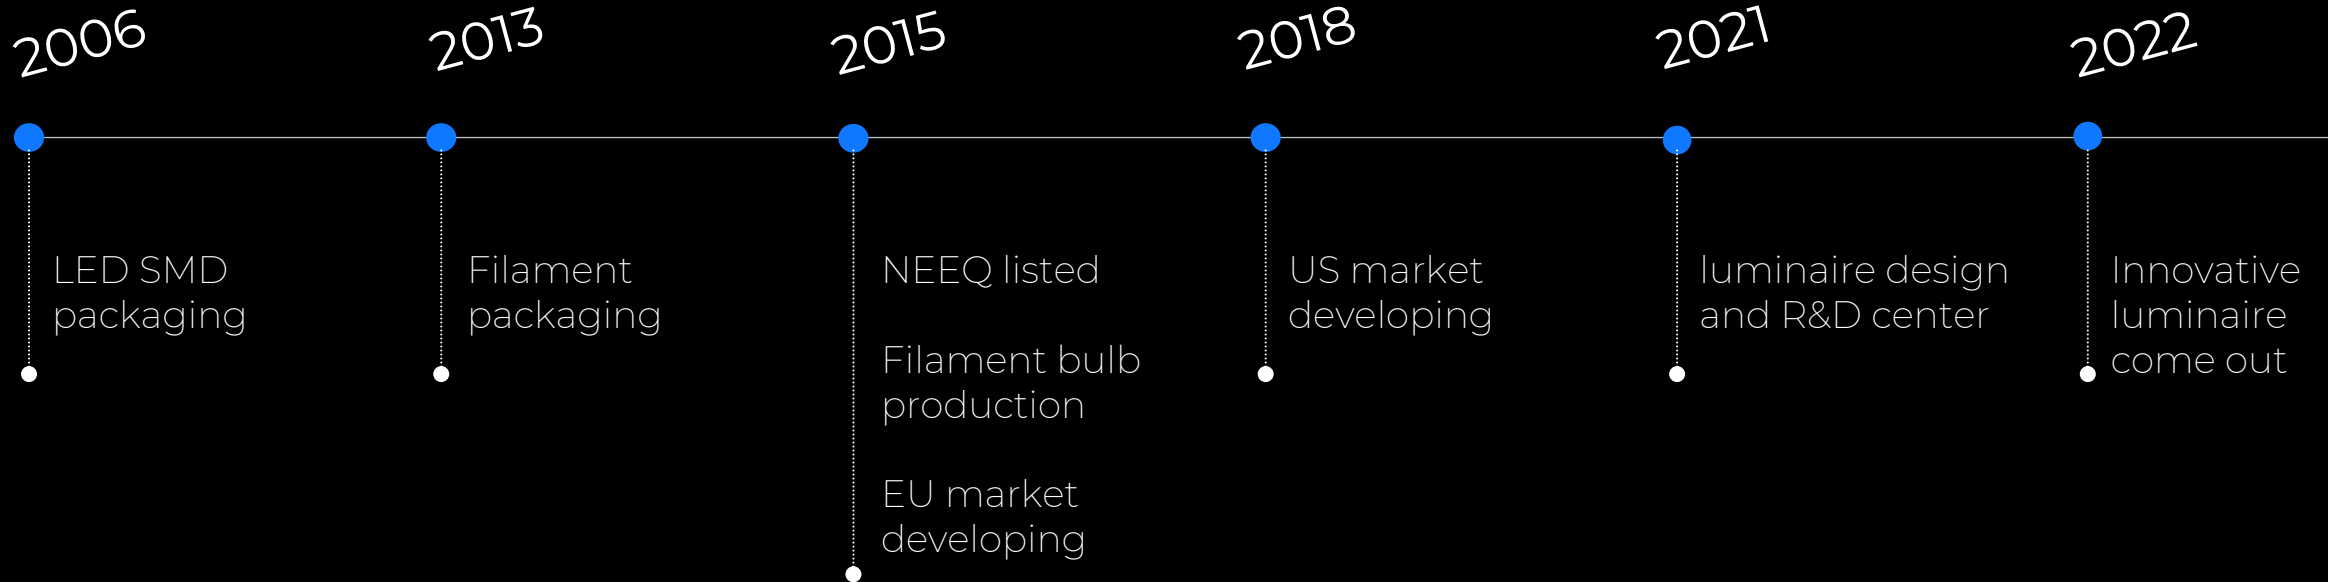 2006
2013
2015
2018
2021
2022
LED SMD
packaging
Filament
packaging
NEEQ listed
Filament bulb
production
EU market
developing
US market
developing
luminaire design
and R&D center
Innovative
luminaire
come out